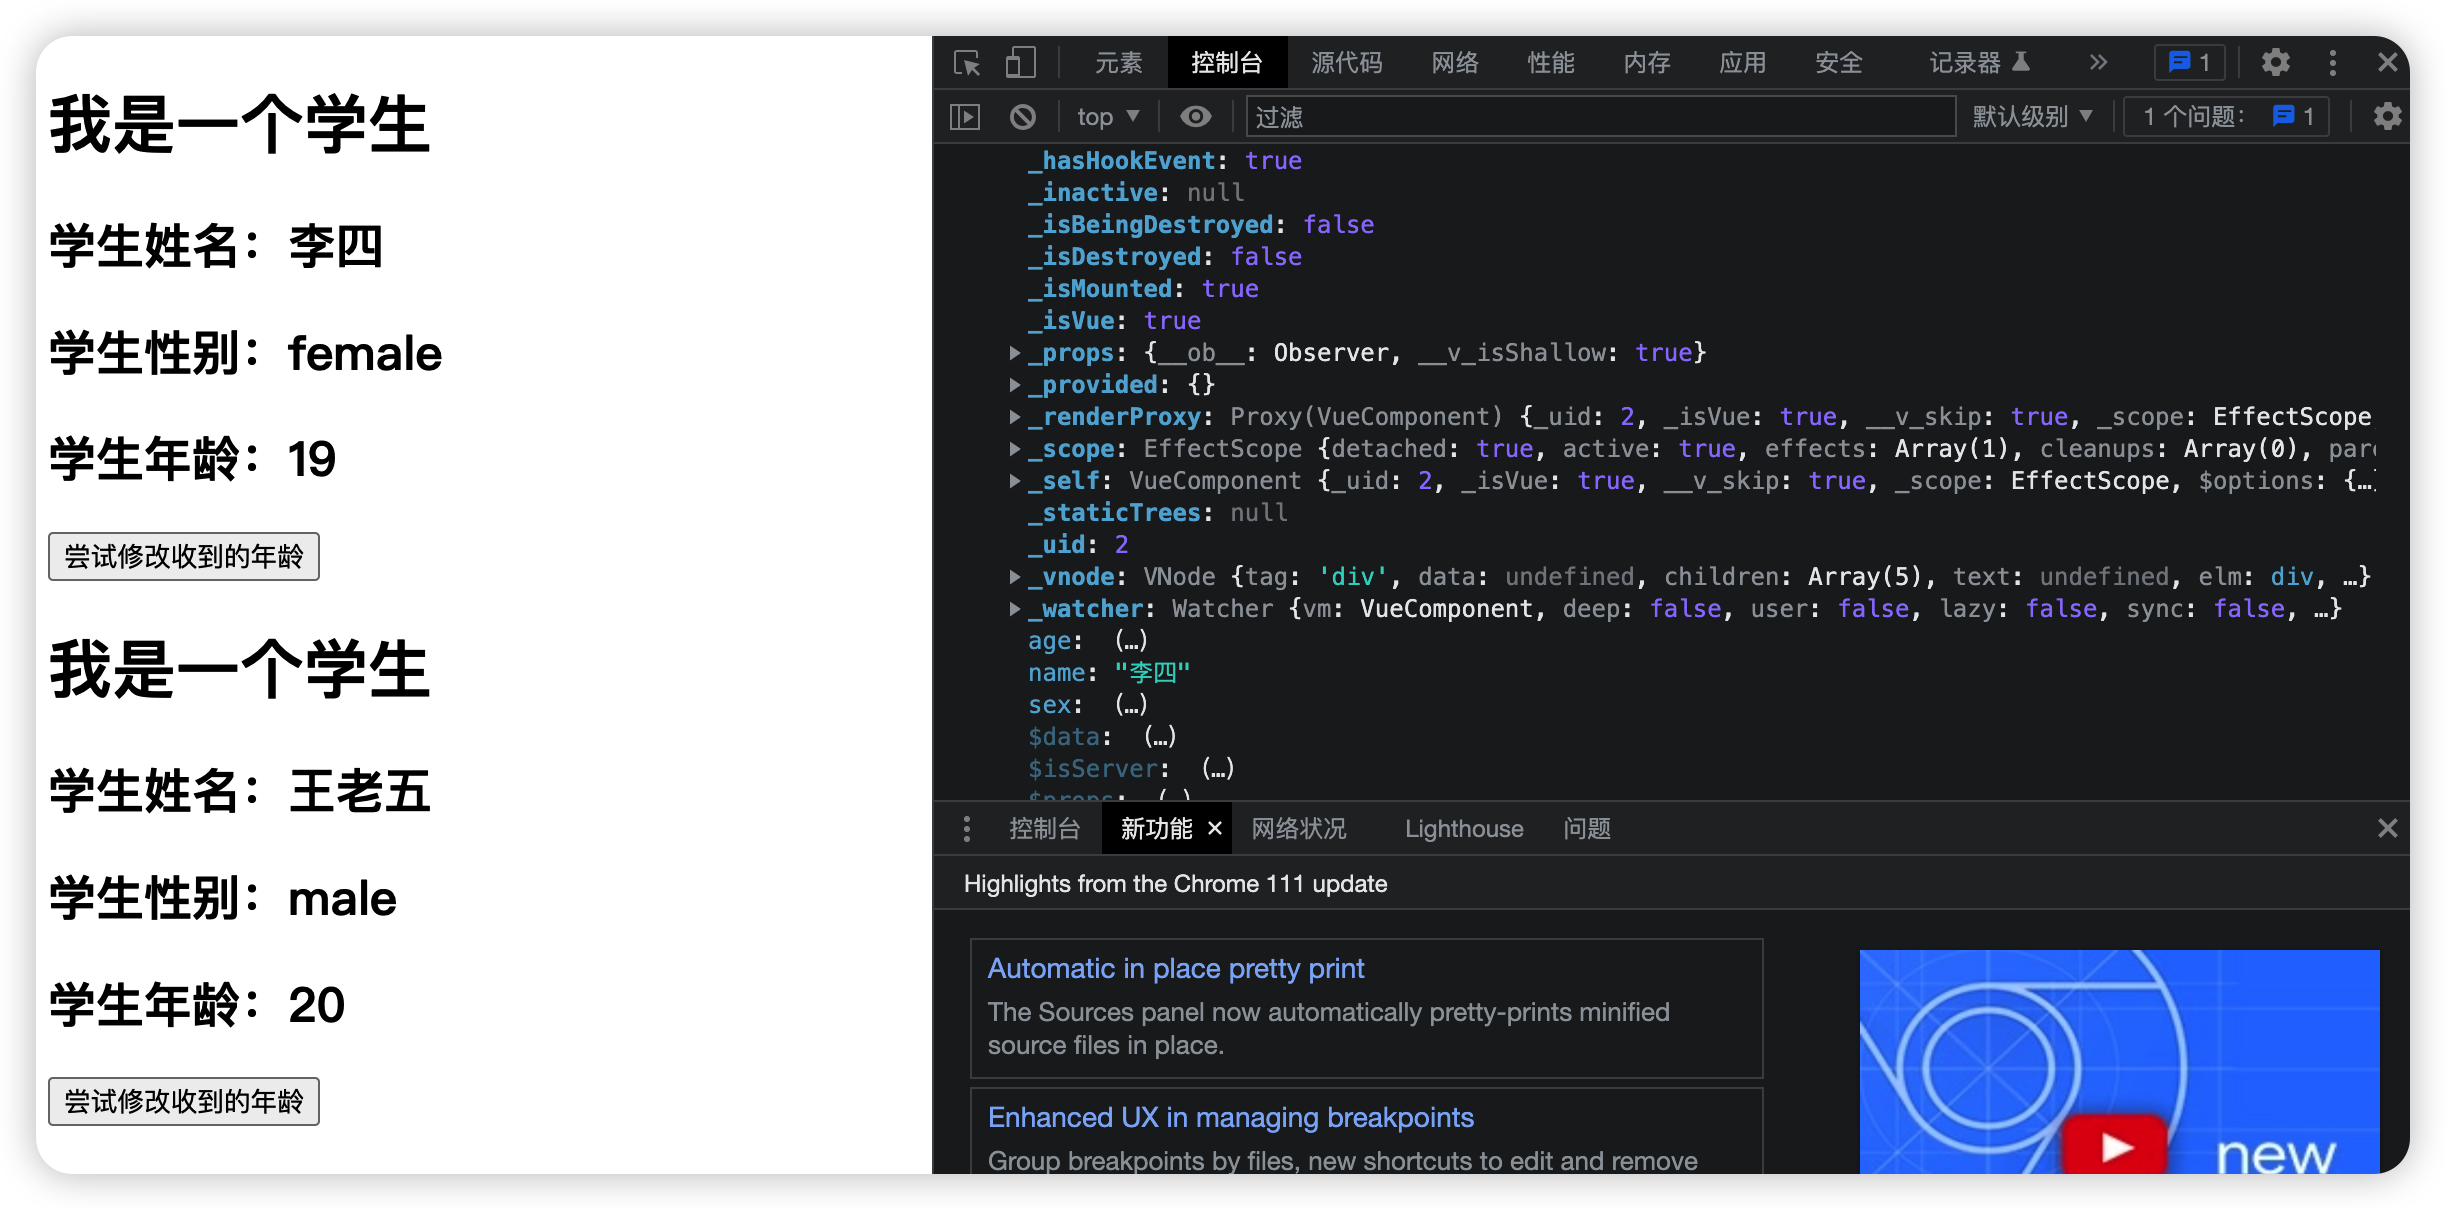 我是一个学生
学生姓名：李四
学生性别：female
学生年龄：19
尝试修改收到的年龄
我是一个学生
学生姓名：王老五
学生性别：male
学生年龄：20
尝试修改收到的年龄
元素 控制台 源代码 网络 性能 内存 应用 安全 记录器 1
top 过滤 默认级别 1 个问题： 1
_hasHookEvent: true
_inactive: null
_isBeingDestroyed: false
_isDestroyed: false
_isMounted: true
_isVue: true
_props: {__ob__: Observer, __v_isShallow: true}
_provided: {}
_renderProxy: Proxy(VueComponent) {_uid: 2, _isVue: true, __v_skip: true, _scope: EffectScope
_scope: EffectScope {detached: true, active: true, effects: Array(1), cleanups: Array(0), par
_self: VueComponent {_uid: 2, _isVue: true, __v_skip: true, _scope: EffectScope, $options: {…}
_staticTrees: null
_uid: 2
_vnode: VNode {tag: 'div', data: undefined, children: Array(5), text: undefined, elm: div, …}
_watcher: Watcher {vm: VueComponent, deep: false, user: false, lazy: false, sync: false, …}
age: (…)
name: "李四"
sex: (…)
$data: (…)
$isServer: (…)
$props: (…)
控制台 新功能 网络状况 Lighthouse 问题
Highlights from the Chrome 111 update
Automatic in place pretty print
The Sources panel now automatically pretty-prints minified
source files in place.
Enhanced UX in managing breakpoints
Group breakpoints by files, new shortcuts to edit and remove
new